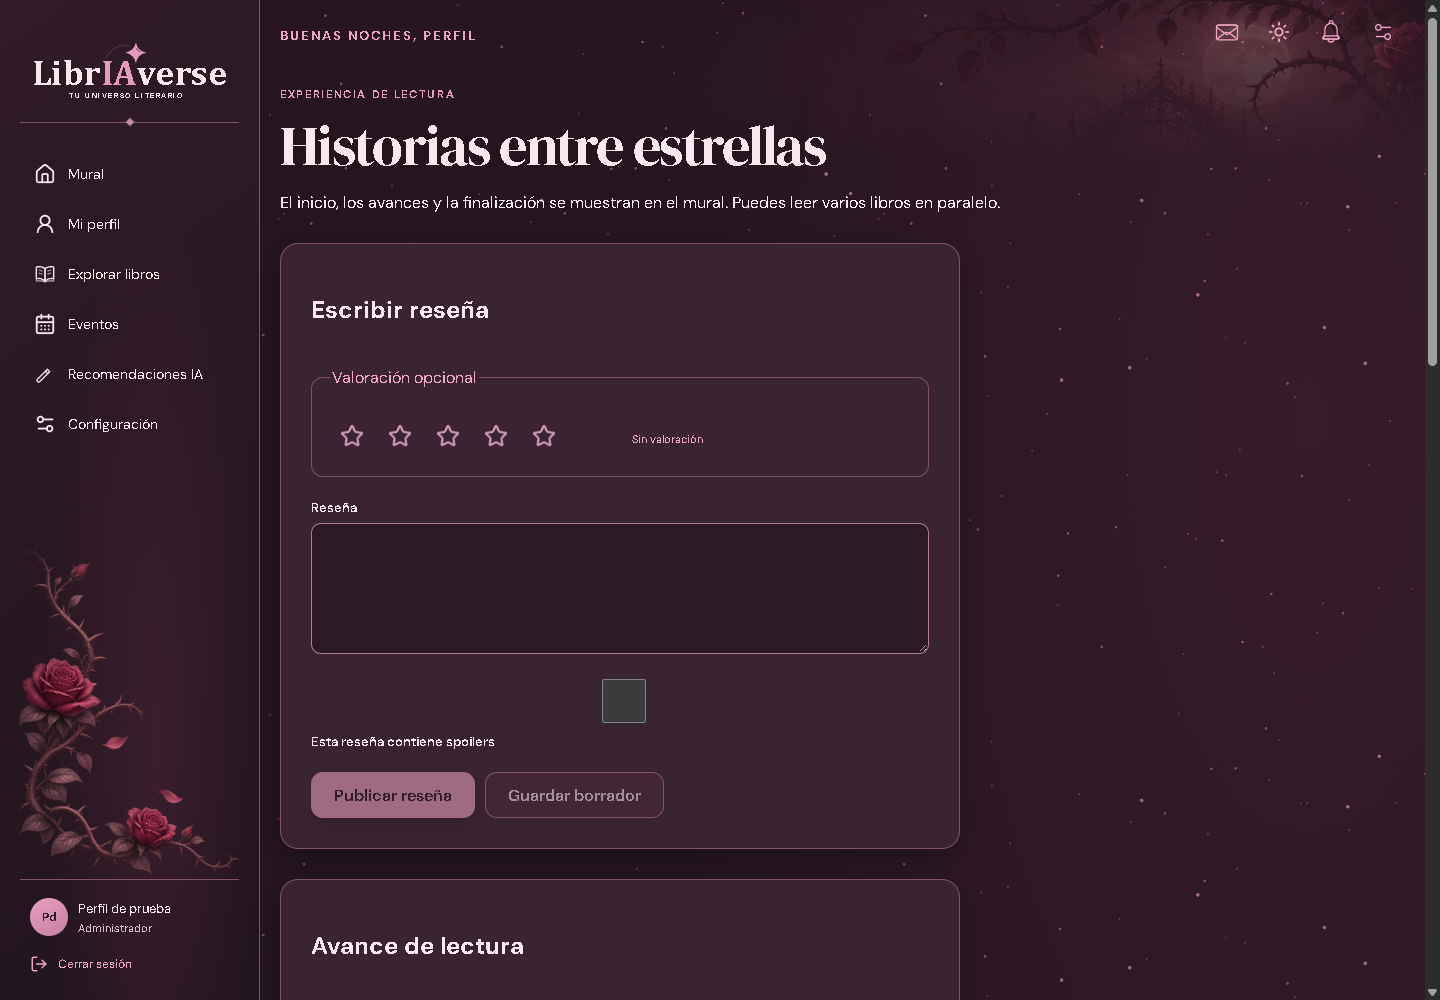 LibrIAverse
TU UNIVERSO LITERARIO
Mural
Mi perfil
Explorar libros
Eventos
Recomendaciones IA
Configuración
Pd
Perfil de prueba
Administrador
Cerrar sesión
BUENAS NOCHES, PERFIL
EXPERIENCIA DE LECTURA
Historias entre estrellas
El inicio, los avances y la finalización se muestran en el mural. Puedes leer varios libros en paralelo.
Escribir reseña
Valoración opcional
Sin valoración
Reseña
Esta reseña contiene spoilers
Publicar reseña
Guardar borrador
Avance de lectura